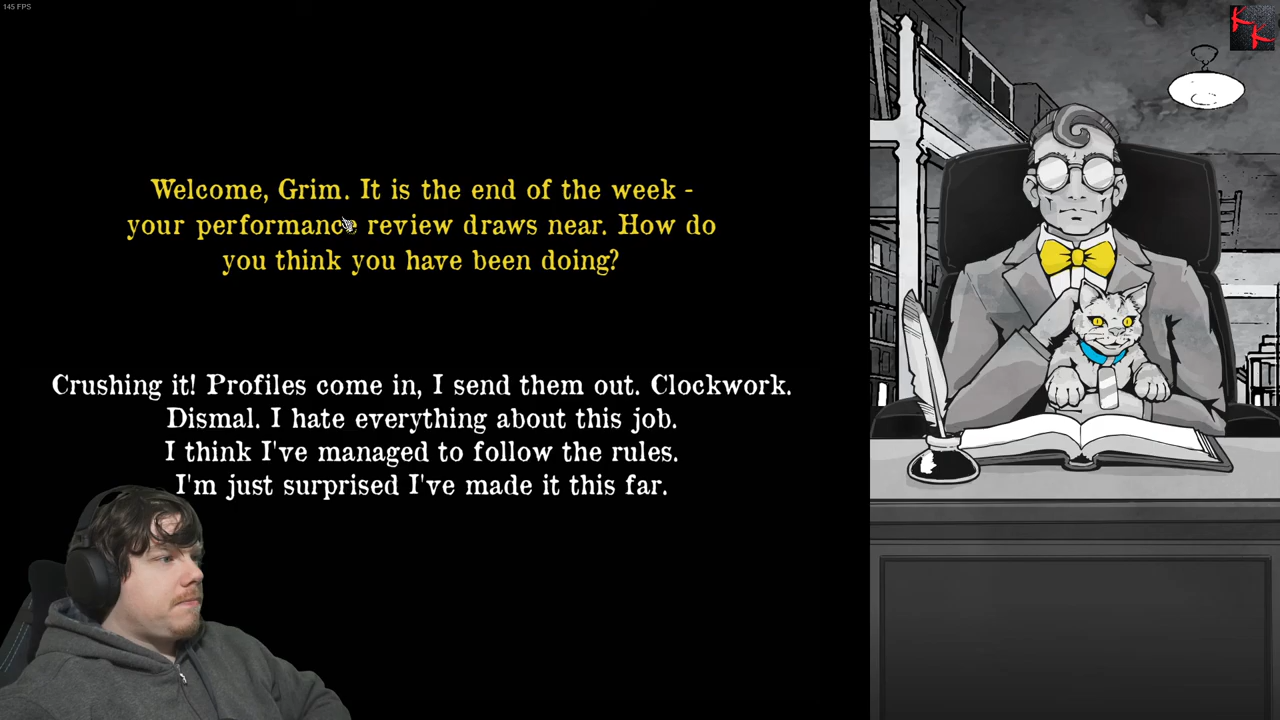 145 FPS
K
K
Welcome, Grim. It is the end of the week -
your performance review draws near. How do
you think you have been doing?
Crushing it! Profiles come in, I send them out. Clockwork.
Dismal. I hate everything about this job.
I think I've managed to follow the rules.
I'm just surprised I've made it this far.